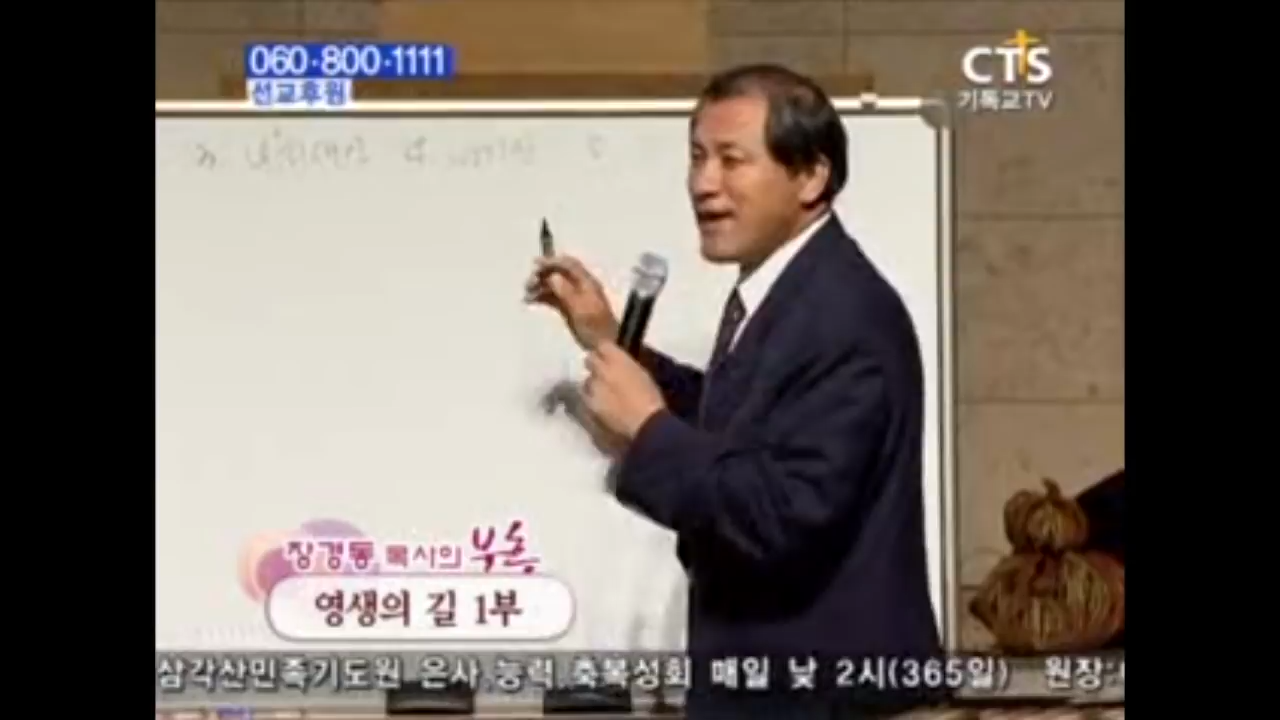 060·800·1111
선교후원
CTS
기독교TV
장경동 목사의 부흥
영생의 길 1부
삼각산민족기도원 은사.능력.축복성회 매일 낮 2시(365일) 원장: